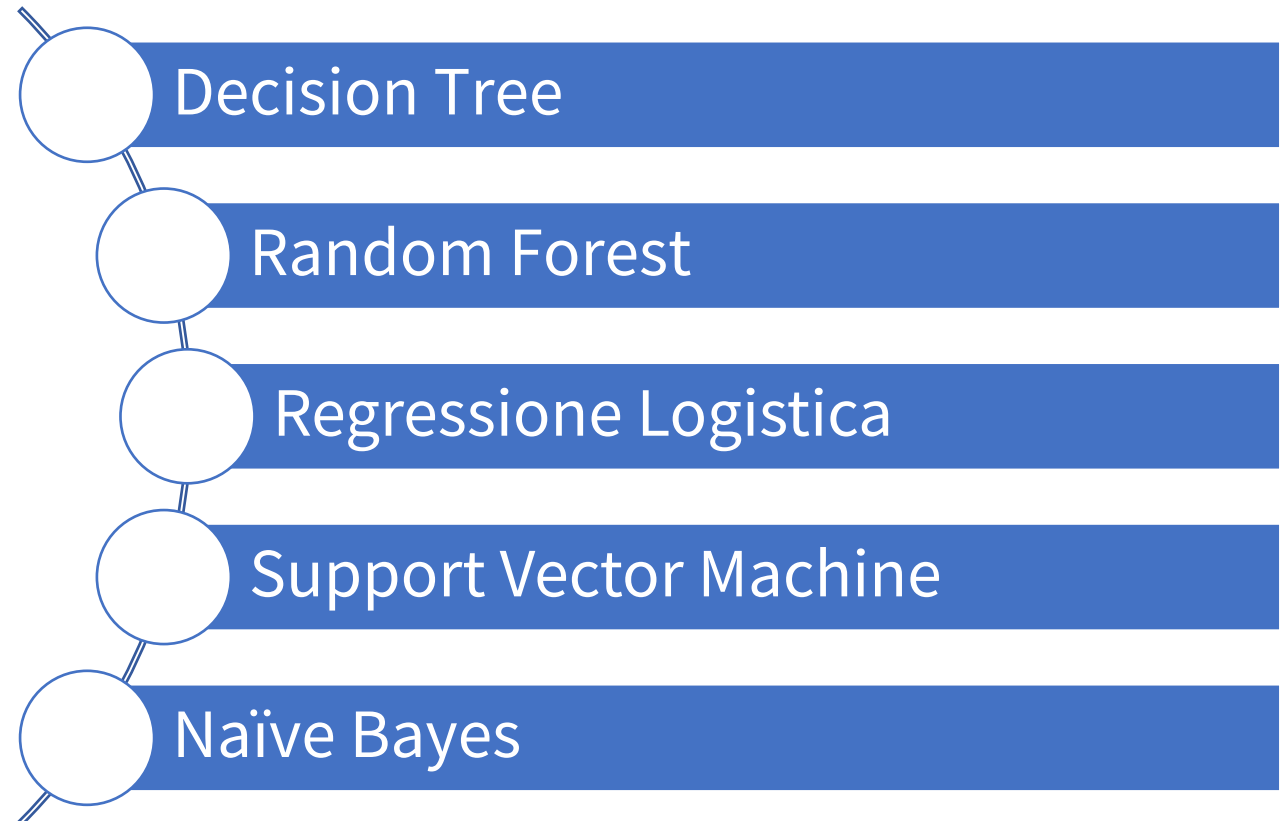 Decision Tree
Random Forest
Regressione Logistica
Support Vector Machine
Naïve Bayes